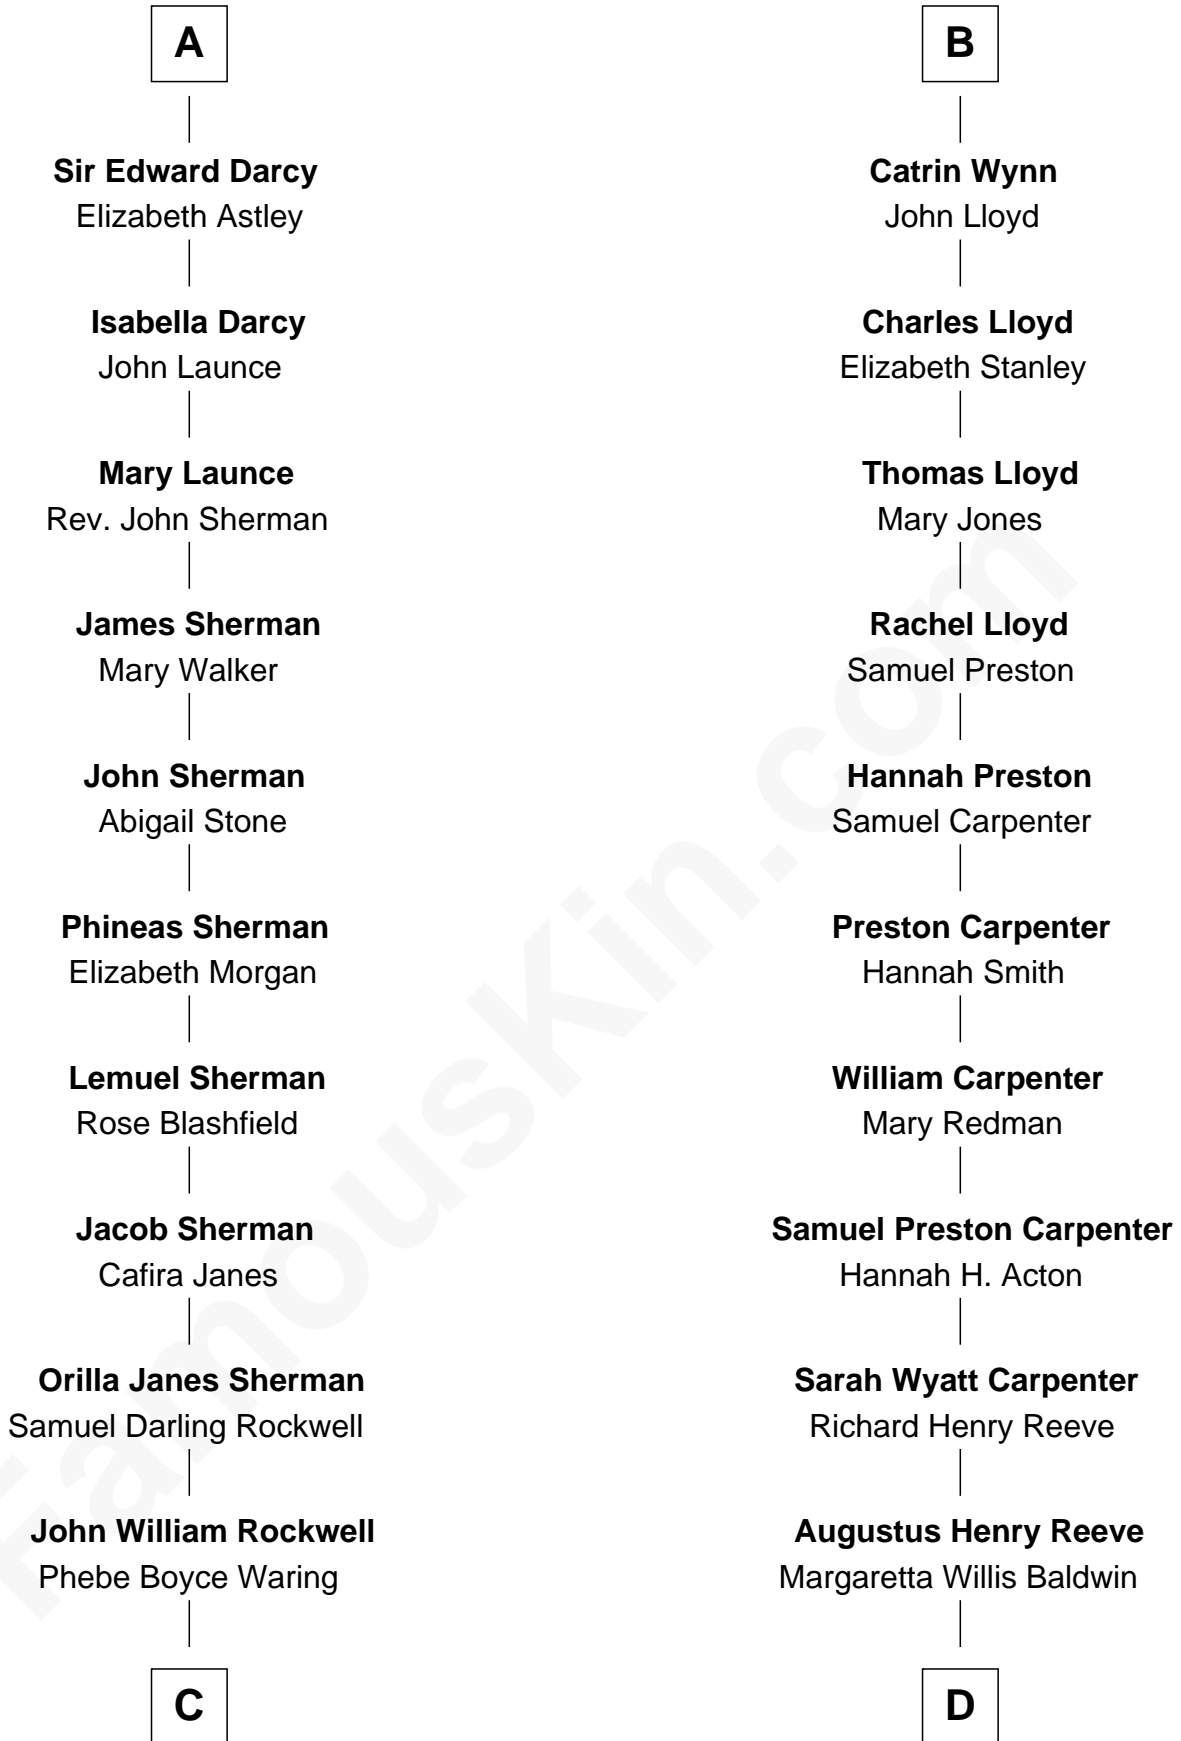 A
Sir Edward Darcy
Elizabeth Astley
Isabella Darcy
John Launce
Mary Launce
Rev. John Sherman
James Sherman
Mary Walker
John Sherman
Abigail Stone
Phineas Sherman
Elizabeth Morgan
Lemuel Sherman
Rose Blashfield
Jacob Sherman
Cafira Janes
Orilla Janes Sherman
Samuel Darling Rockwell
John William Rockwell
Phebe Boyce Waring
C
B
Catrin Wynn
John Lloyd
Charles Lloyd
Elizabeth Stanley
Thomas Lloyd
Mary Jones
Rachel Lloyd
Samuel Preston
Hannah Preston
Samuel Carpenter
Preston Carpenter
Hannah Smith
William Carpenter
Mary Redman
Samuel Preston Carpenter
Hannah H. Acton
Sarah Wyatt Carpenter
Richard Henry Reeve
Augustus Henry Reeve
Margaretta Willis Baldwin
D
FamousKin.com